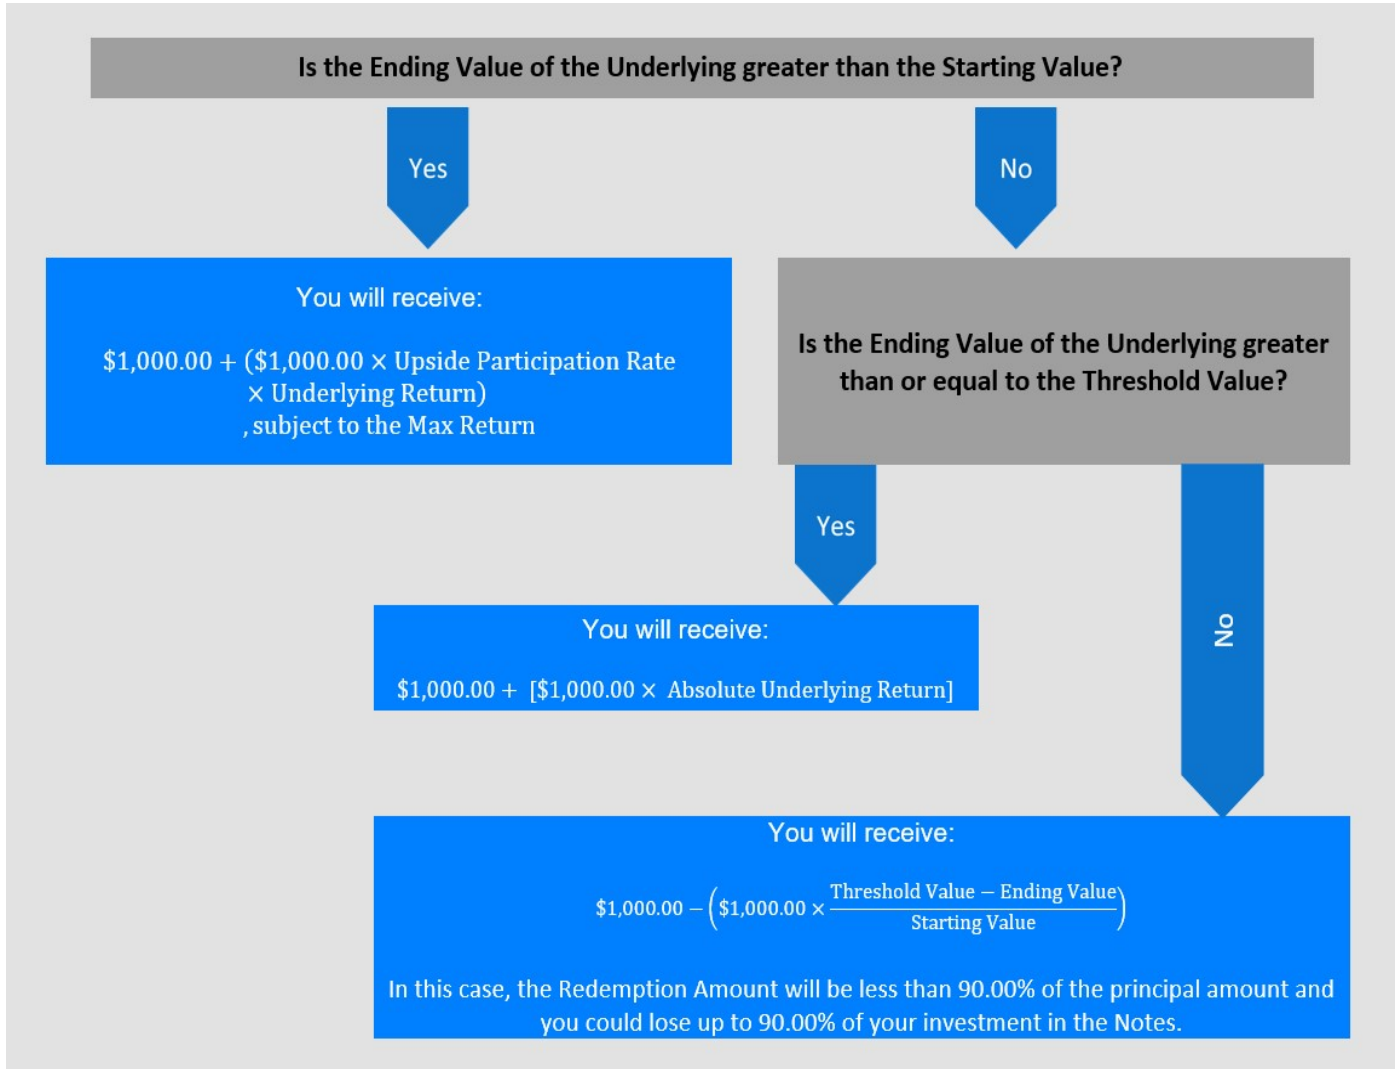 Is the Ending Value of the Underlying greater than the Starting Value?
Yes
No
You will receive:
$1,000.00 + ($1,000.00 × Upside Participation Rate
× Underlying Return)
, subject to the Max Return
Is the Ending Value of the Underlying greater
than or equal to the Threshold Value?
Yes
No
You will receive:
$1,000.00 + [$1,000.00 × Absolute Underlying Return]
You will receive:
$1,000.00 − ($1,000.00 × Threshold Value − Ending Value
Starting Value)
In this case, the Redemption Amount will be less than 90.00% of the principal amount and
you could lose up to 90.00% of your investment in the Notes.